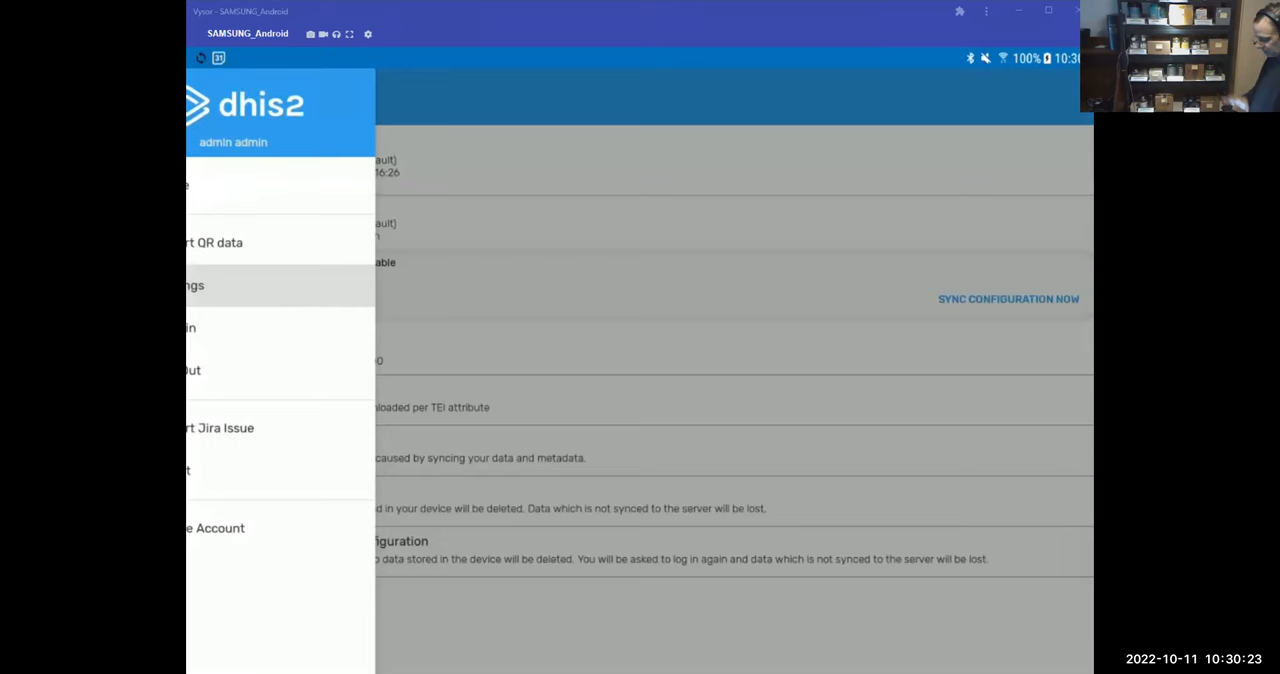 Vysor - SAMSUNG_Android
SAMSUNG_Android
31
100%
10:30
dhis2
admin admin
ault)
16:26
ault)
rt QR data
able
ngs
SYNC CONFIGURATION NOW
in
Out
nloaded per TEI attribute
rt Jira Issue
caused by syncing your data and metadata.
d in your device will be deleted. Data which is not synced to the server will be lost.
e Account
figuration
o data stored in the device will be deleted. You will be asked to log in again and data which is not synced to the server will be lost.
2022-10-11 10:30:23